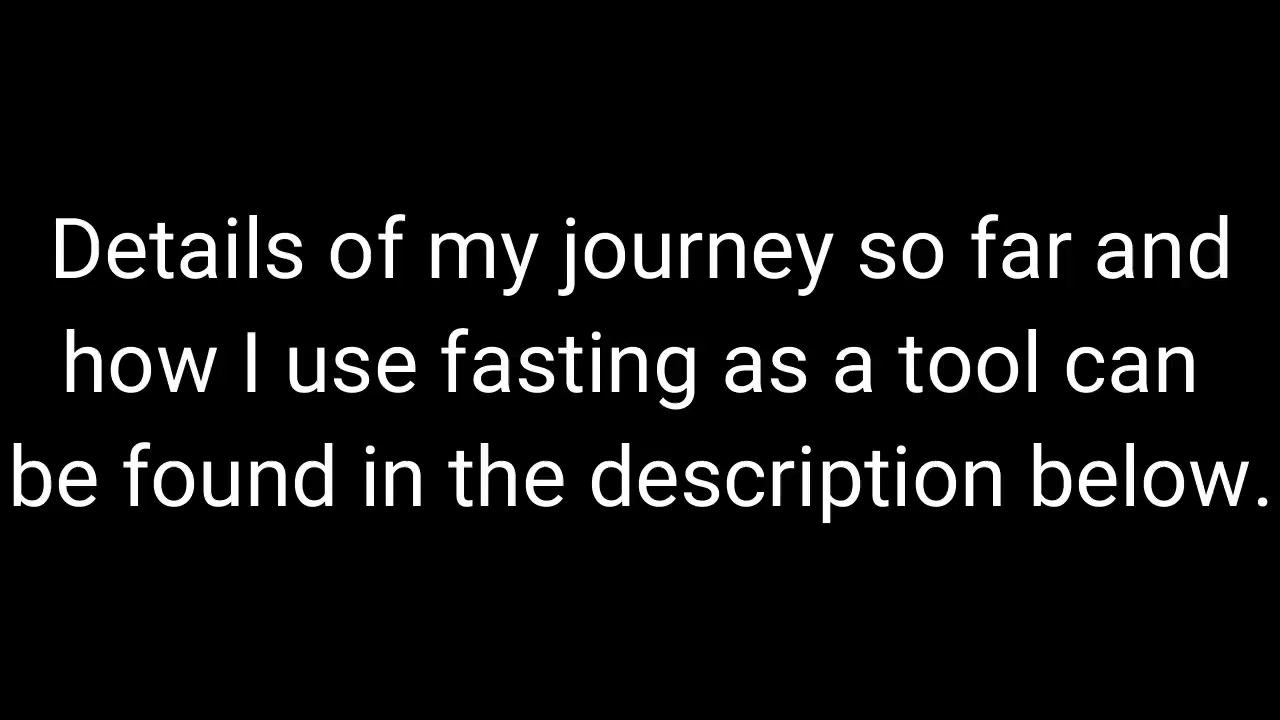 Details of my journey so far and
how I use fasting as a tool can
be found in the description below.